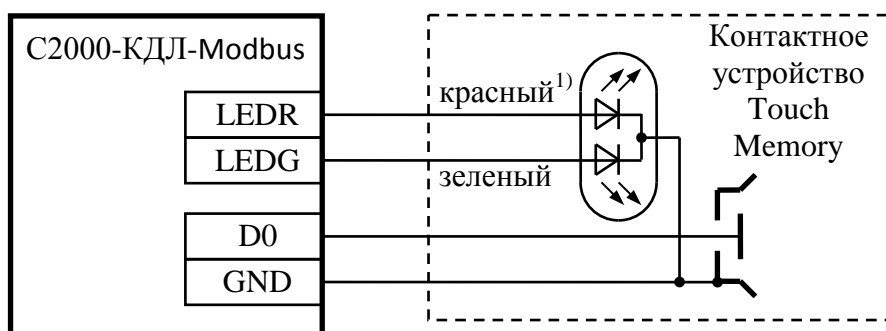 С2000-КДЛ-Modbus
Контактное
устройство
Touch
Memory
красный¹⁾
LEDR
LEDG
зеленый
D0
GND